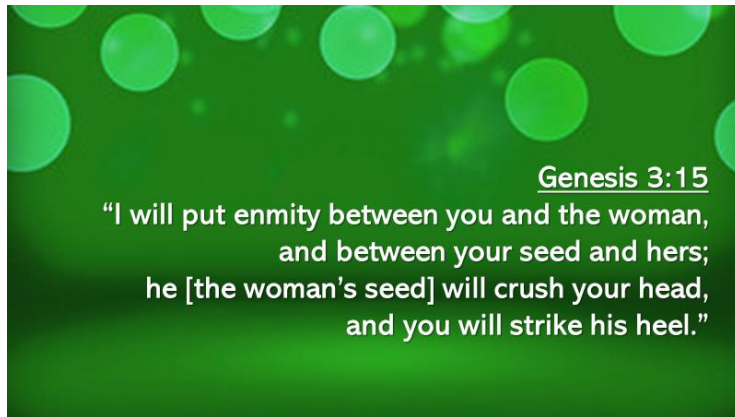 Genesis 3:15
“I will put enmity between you and the woman,
and between your seed and hers;
he [the woman’s seed] will crush your head,
and you will strike his heel.”